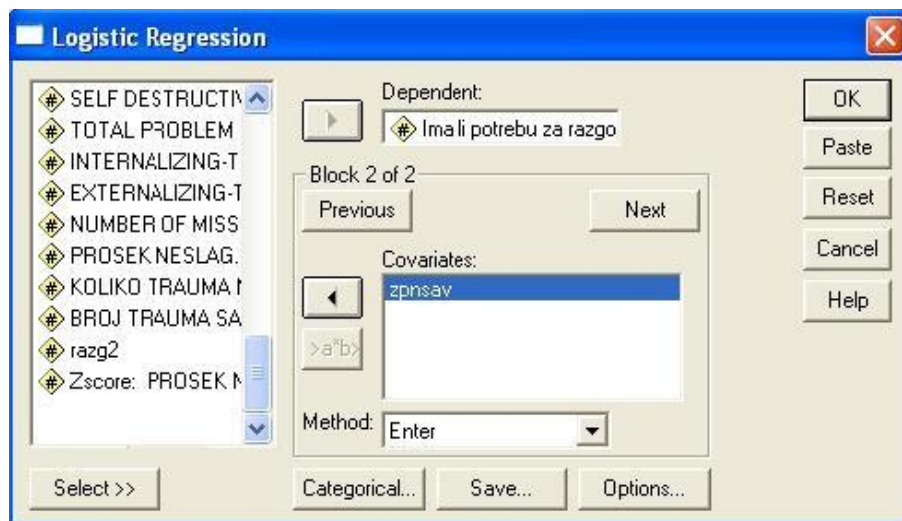 Logistic Regression
SELF DESTRUCTIV
TOTAL PROBLEM
INTERNALIZING-T
EXTERNALIZING-T
NUMBER OF MISS
PROSEK NESLAG.
KOLIKO TRAUMA
BROJ TRAUMA SA
razg2
Zscore: PROSEK
Select >>
Dependent:
Ima li potrebu za razgo
Block 2 of 2
Previous
Next
Covariates:
zpnsav
>a*b>
Method:
Enter
Categorical...
Save...
Options...
OK
Paste
Reset
Cancel
Help